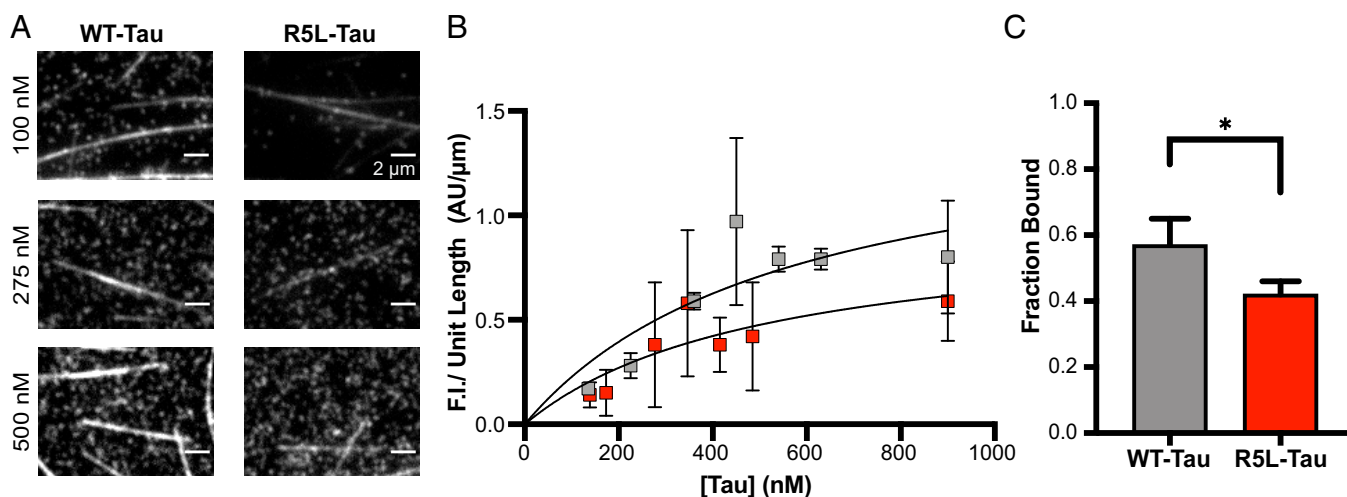 A
WT-Tau
R5L-Tau
100 nM
2 µm
275 nM
500 nM
B
F.I./ Unit Length (AU/µm)
1.5
1.0
0.5
0.0
0
200
400
600
800
1000
[Tau] (nM)
C
Fraction Bound
1.0
0.8
0.6
0.4
0.2
0.0
*
WT-Tau
R5L-Tau